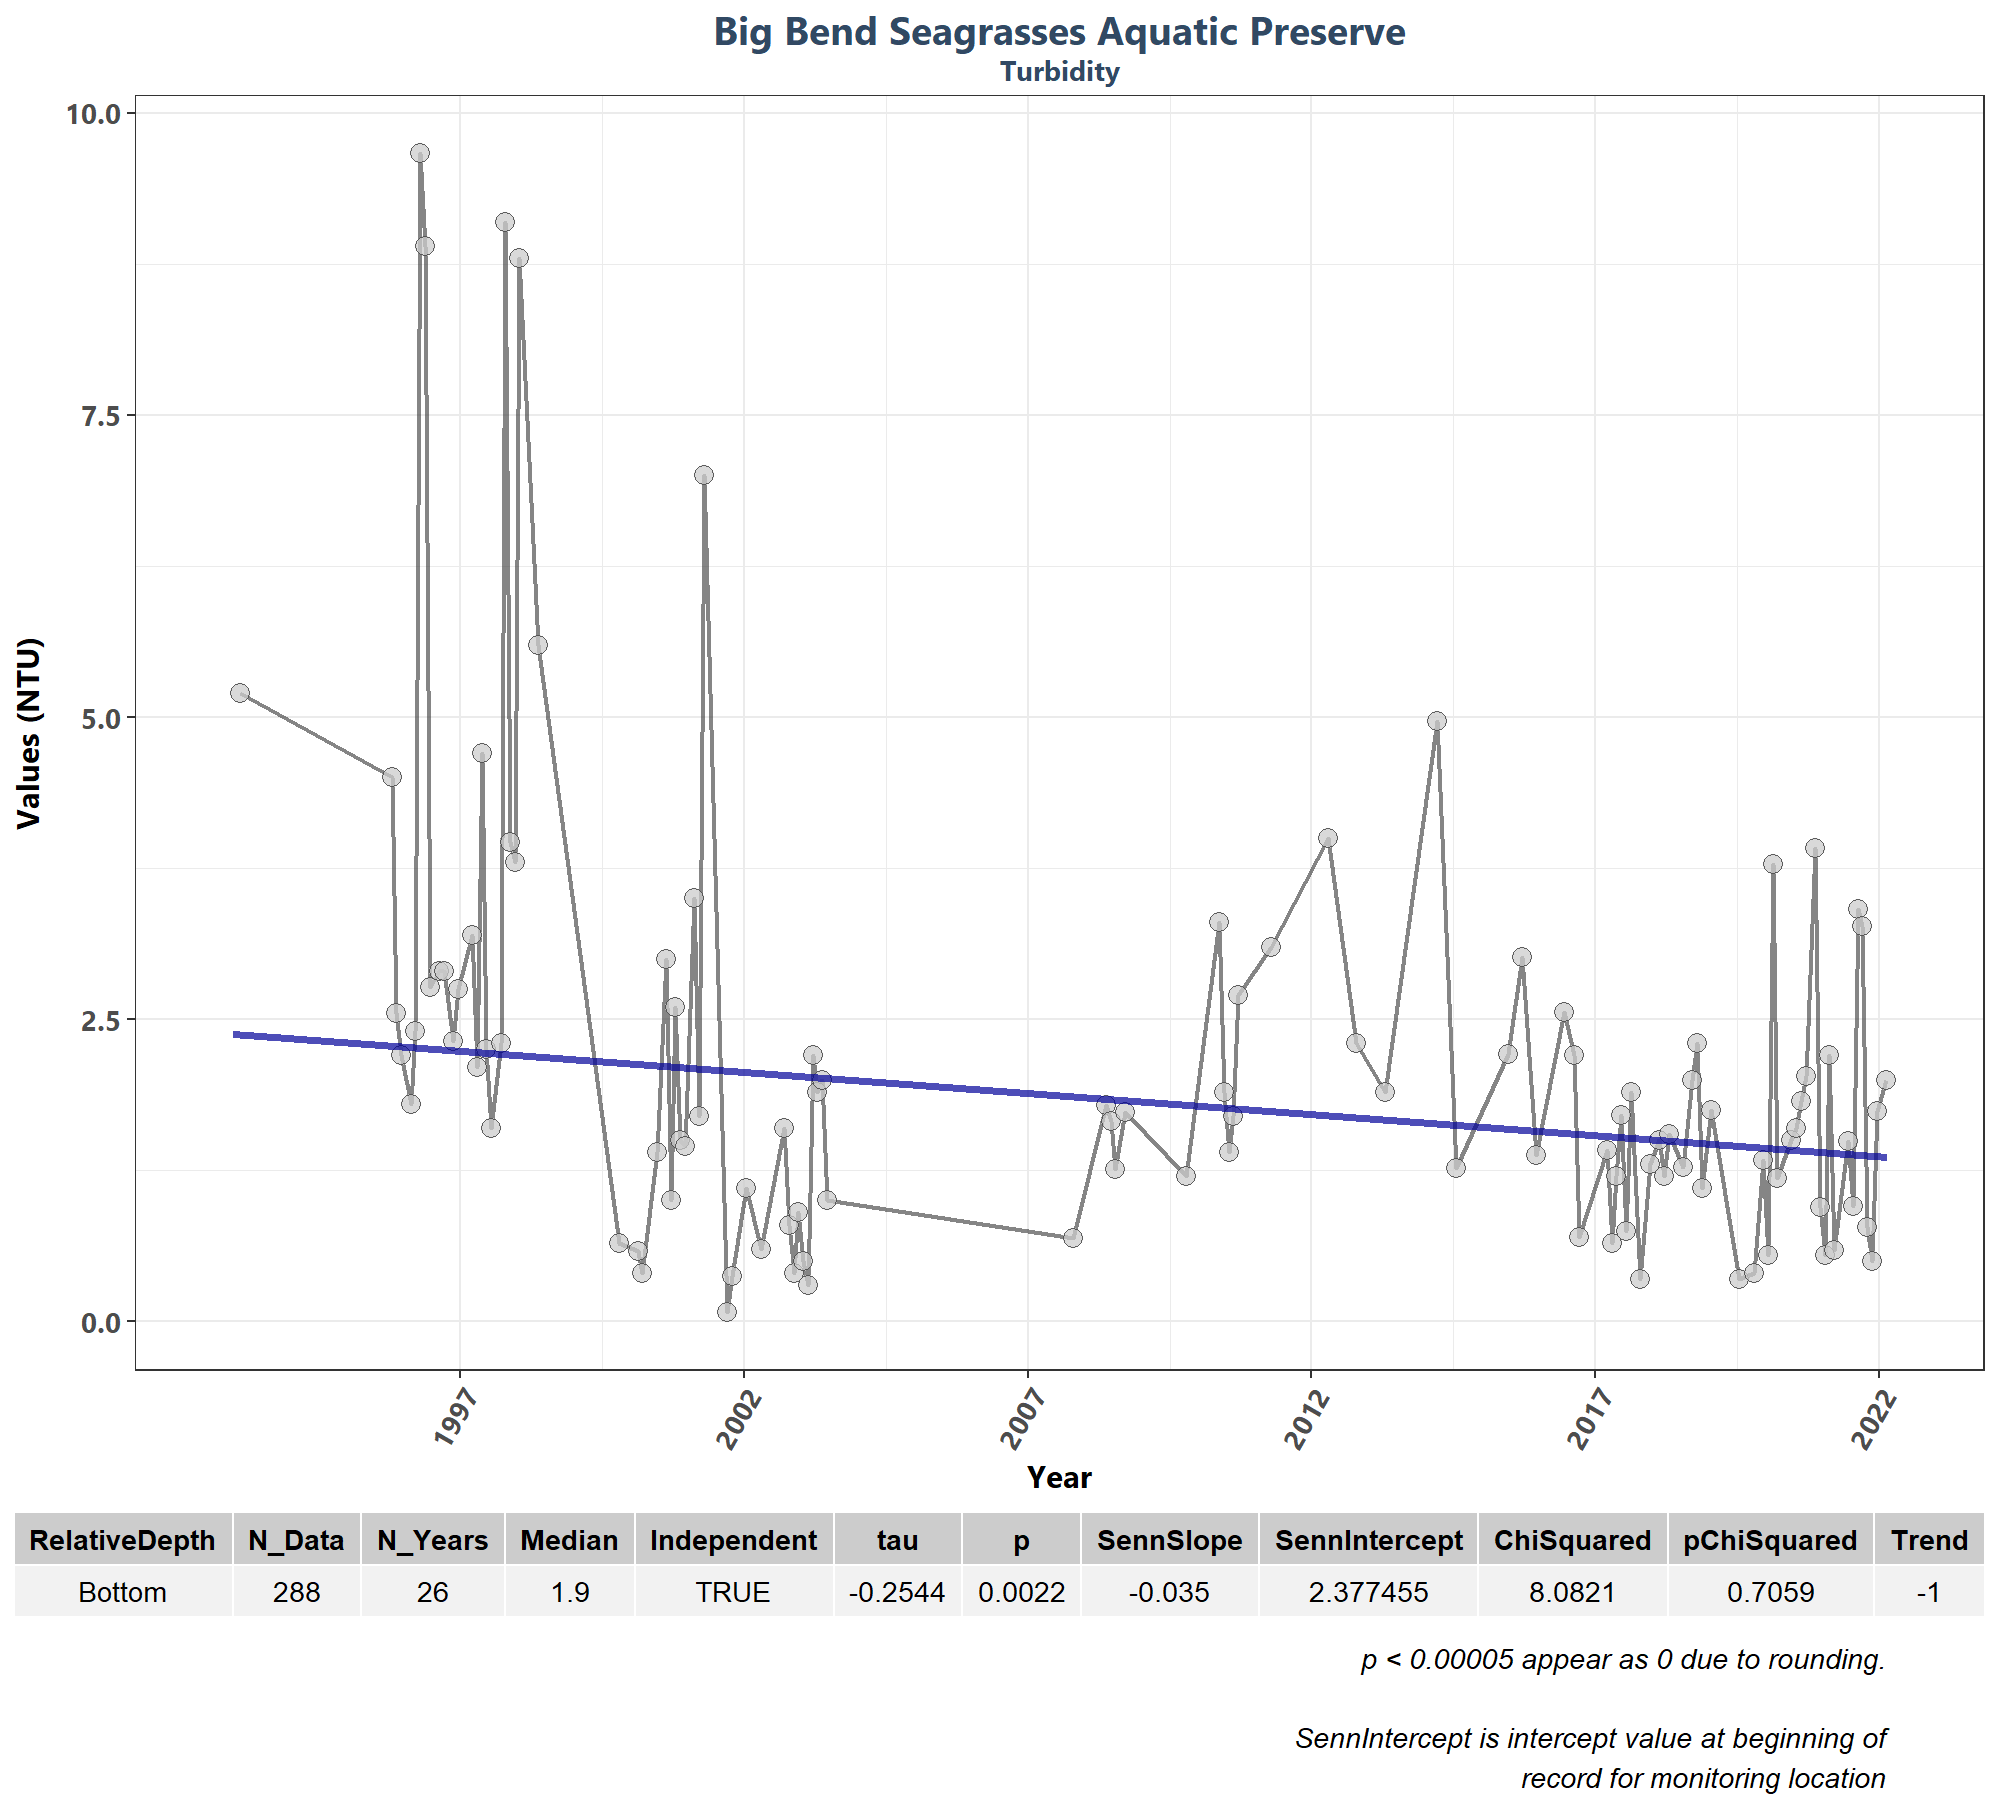 Big Bend Seagrasses Aquatic Preserve
Turbidity
Values (NTU)
10.0
7.5
5.0
2.5
0.0
1997 2002 2007 2012 2017 2022
Year
RelativeDepth N_Data N_Years Median Independent tau p SennSlope SennIntercept ChiSquared pChiSquared Trend
Bottom 288 26 1.9 TRUE -0.2544 0.0022 -0.035 2.377455 8.0821 0.7059 -1
p < 0.00005 appear as 0 due to rounding.
SennIntercept is intercept value at beginning of
record for monitoring location